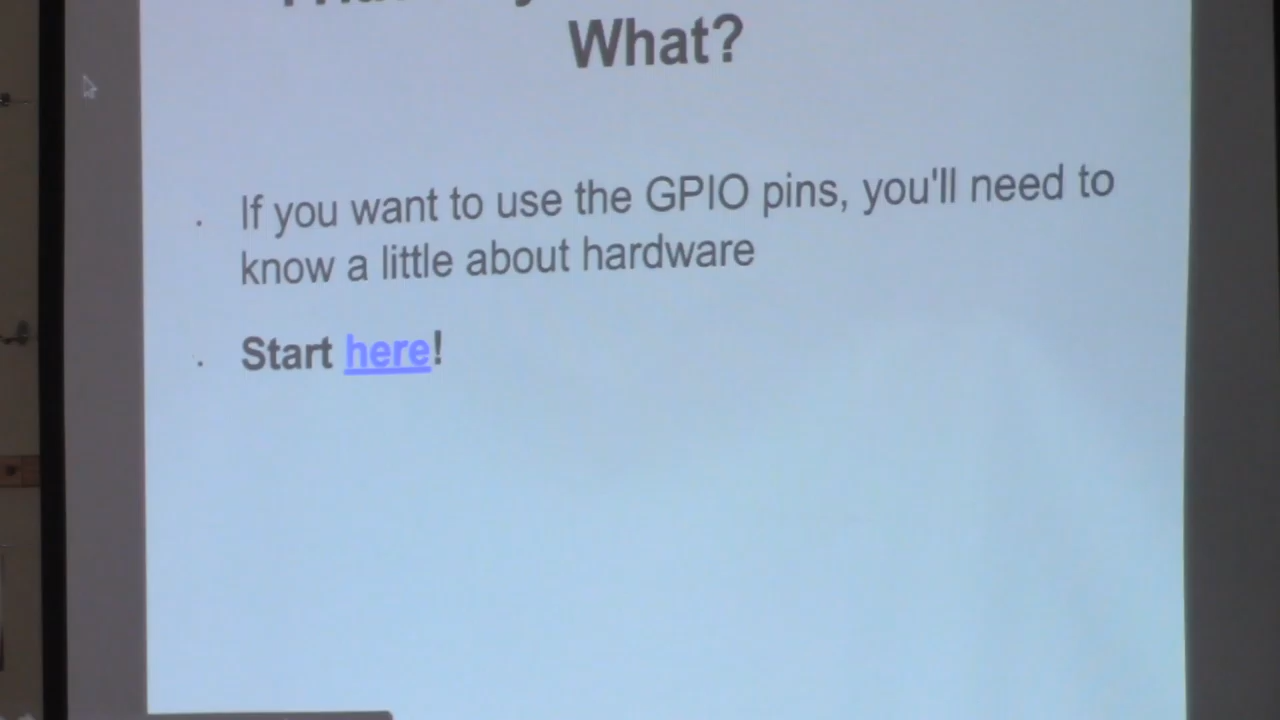 What?
If you want to use the GPIO pins, you'll need to
know a little about hardware
Start here!